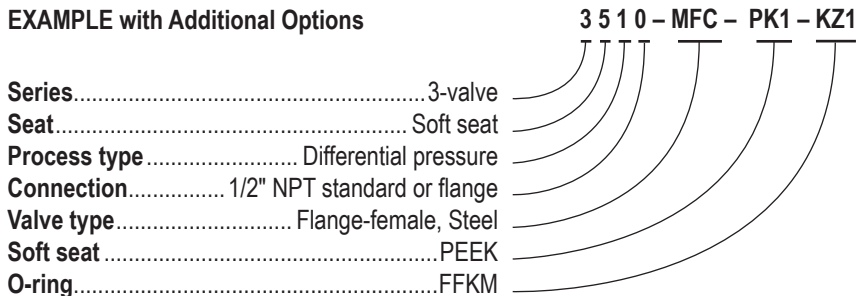 EXAMPLE with Additional Options 3 5 1 0 – MFC – PK1 – KZ1
Series........................................................3-valve
Seat........................................................Soft seat
Process type......................... Differential pressure
Connection................ 1/2" NPT standard or flange
Valve type............................. Flange-female, Steel
Soft seat.......................................................PEEK
O-ring............................................................FFKM